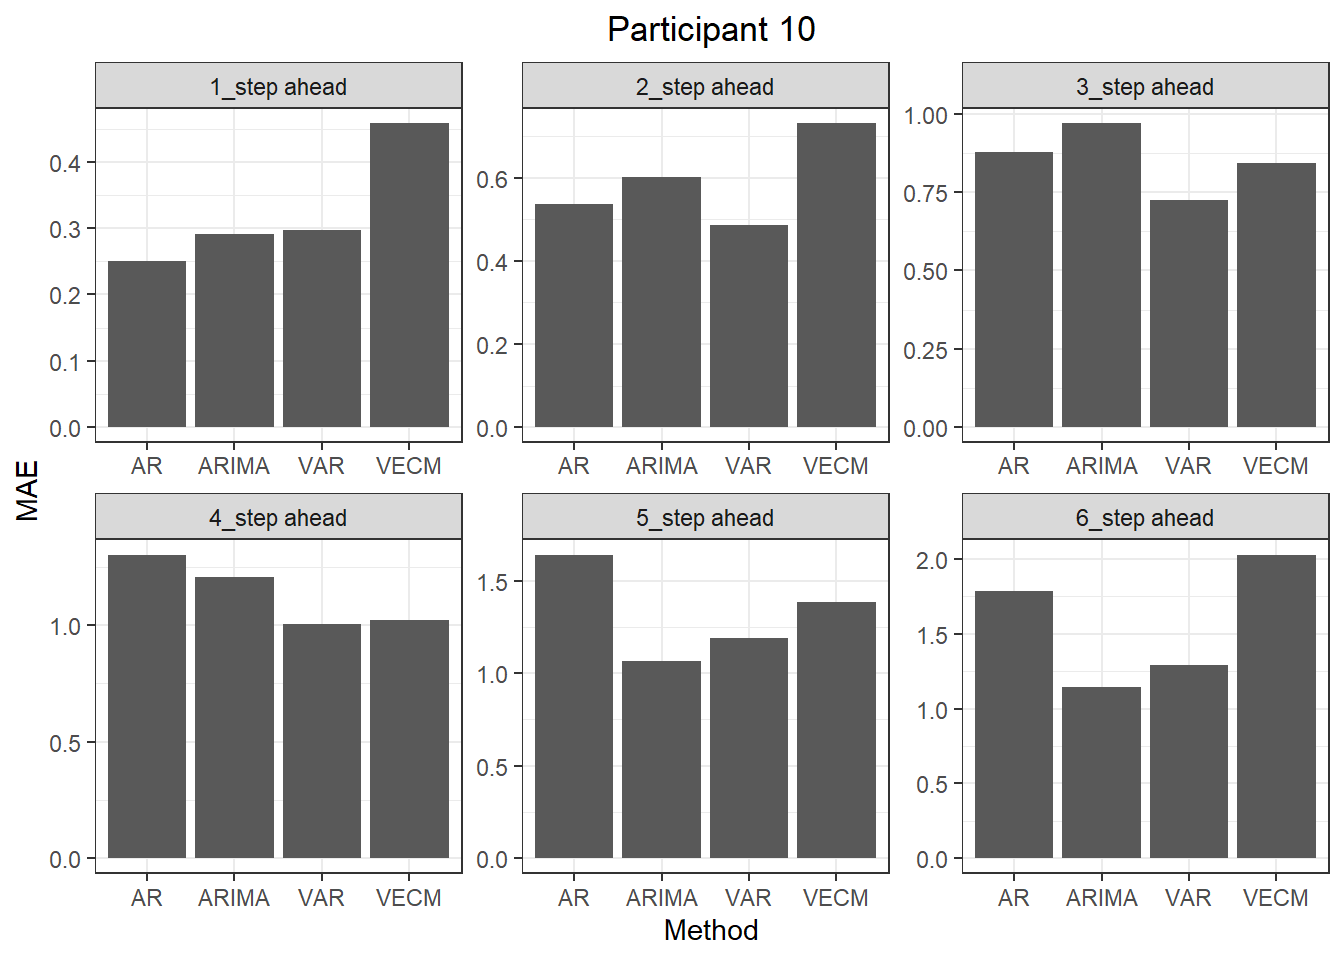 Participant 10
1_step ahead
2_step ahead
3_step ahead
0.4
0.3
0.2
0.1
0.0
0.6
0.4
0.2
0.0
1.00
0.75
0.50
0.25
0.00
AR ARIMA VAR VECM
AR ARIMA VAR VECM
AR ARIMA VAR VECM
MAE
4_step ahead
5_step ahead
6_step ahead
1.0
0.5
0.0
1.5
1.0
0.5
0.0
2.0
1.5
1.0
0.5
0.0
AR ARIMA VAR VECM
AR ARIMA VAR VECM
AR ARIMA VAR VECM
Method